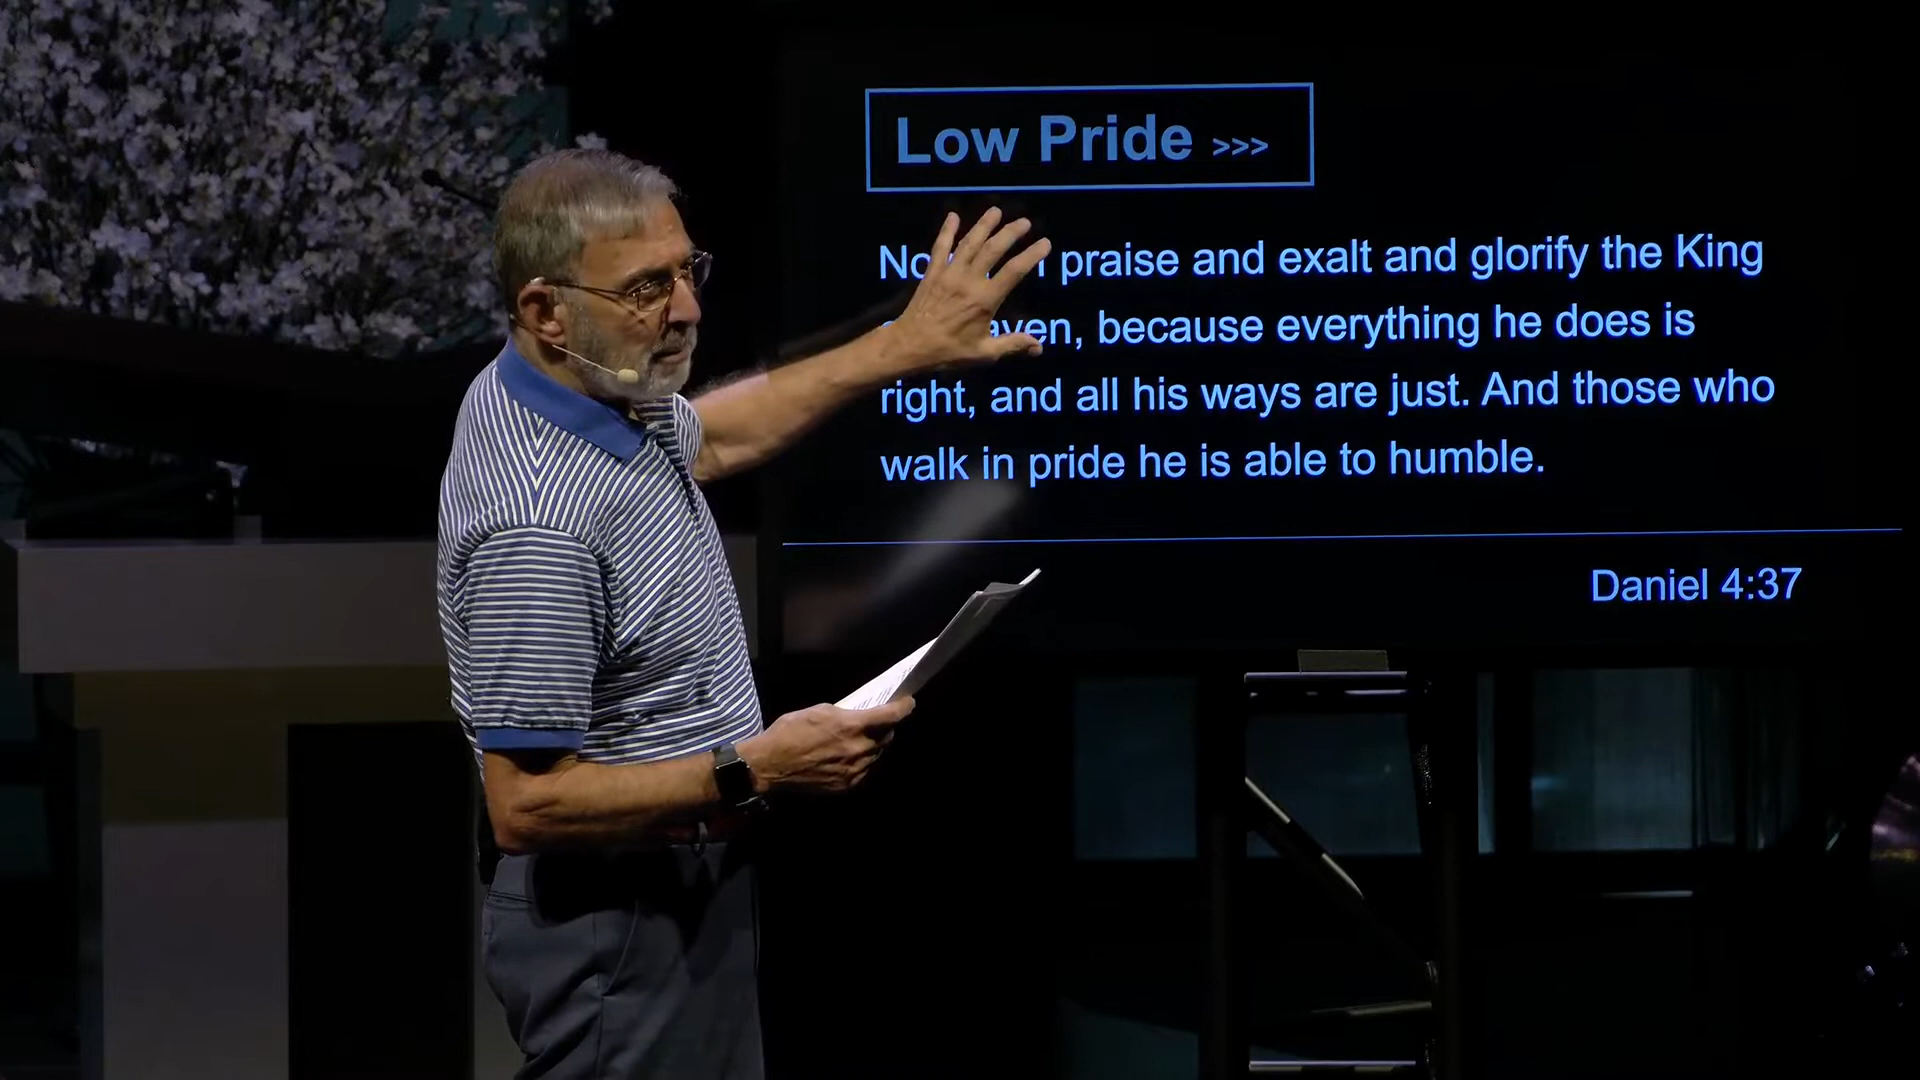 Low Pride >>>
praise and exalt and glorify the King
because everything he does is
right, and all his ways are just. And those who
walk in pride he is able to humble.
Daniel 4:37